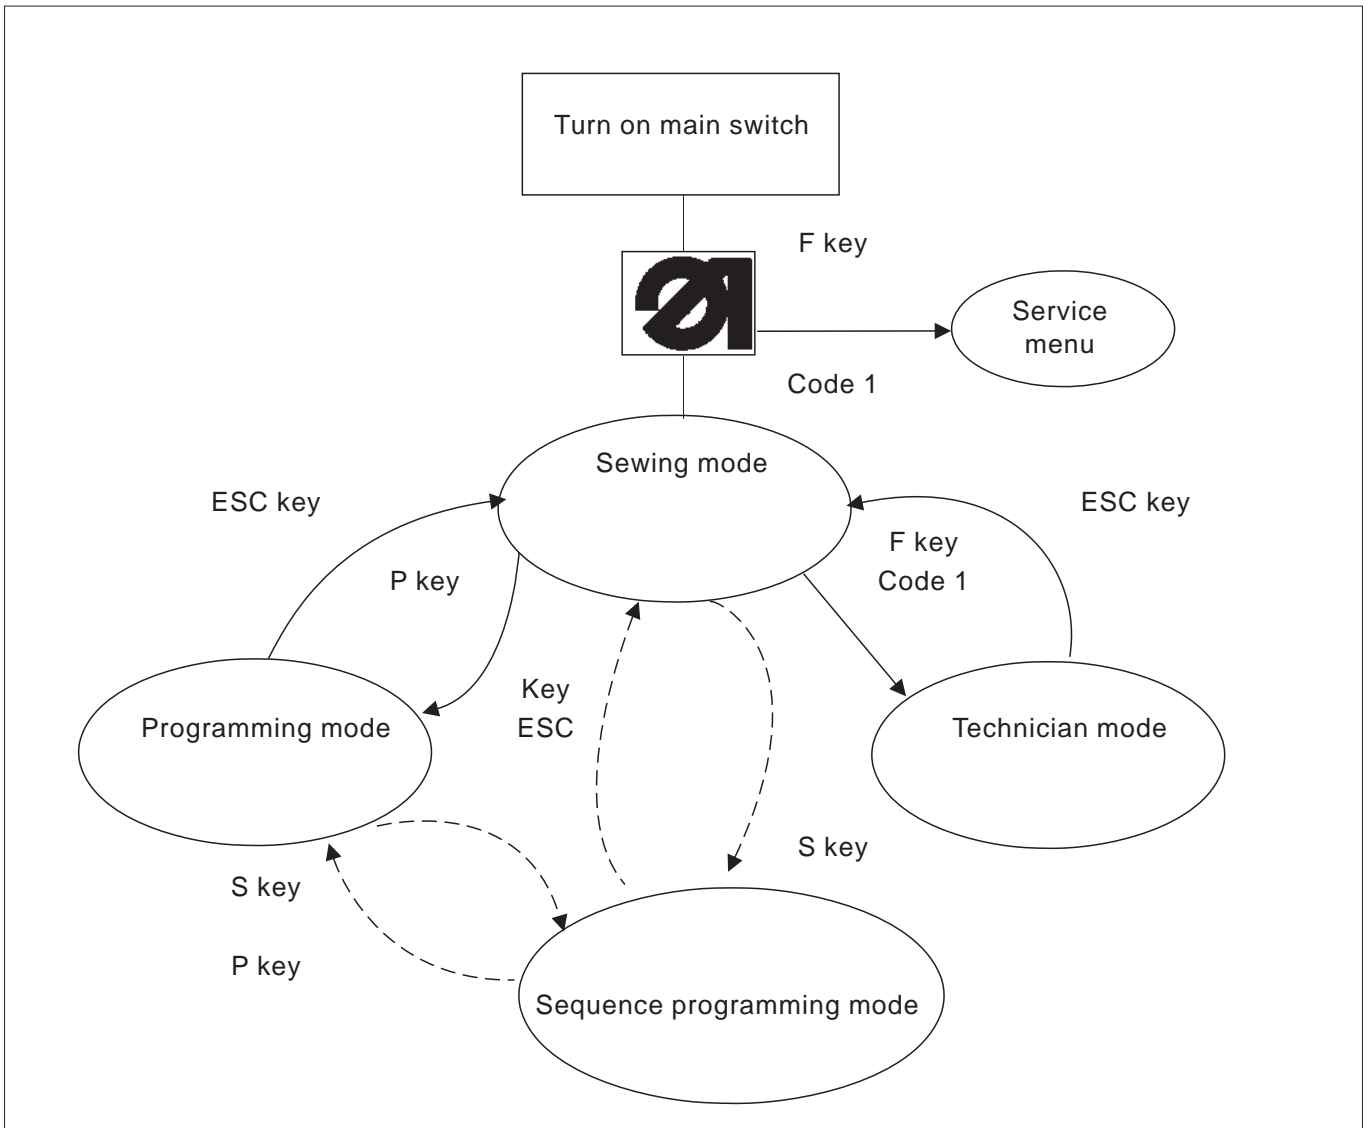 Turn on main switch
F key
Service
menu
Code 1
Sewing mode
ESC key
ESC key
F key
P key
Code 1
Key
ESC
Programming mode
Technician mode
S key
S key
P key
Sequence programming mode